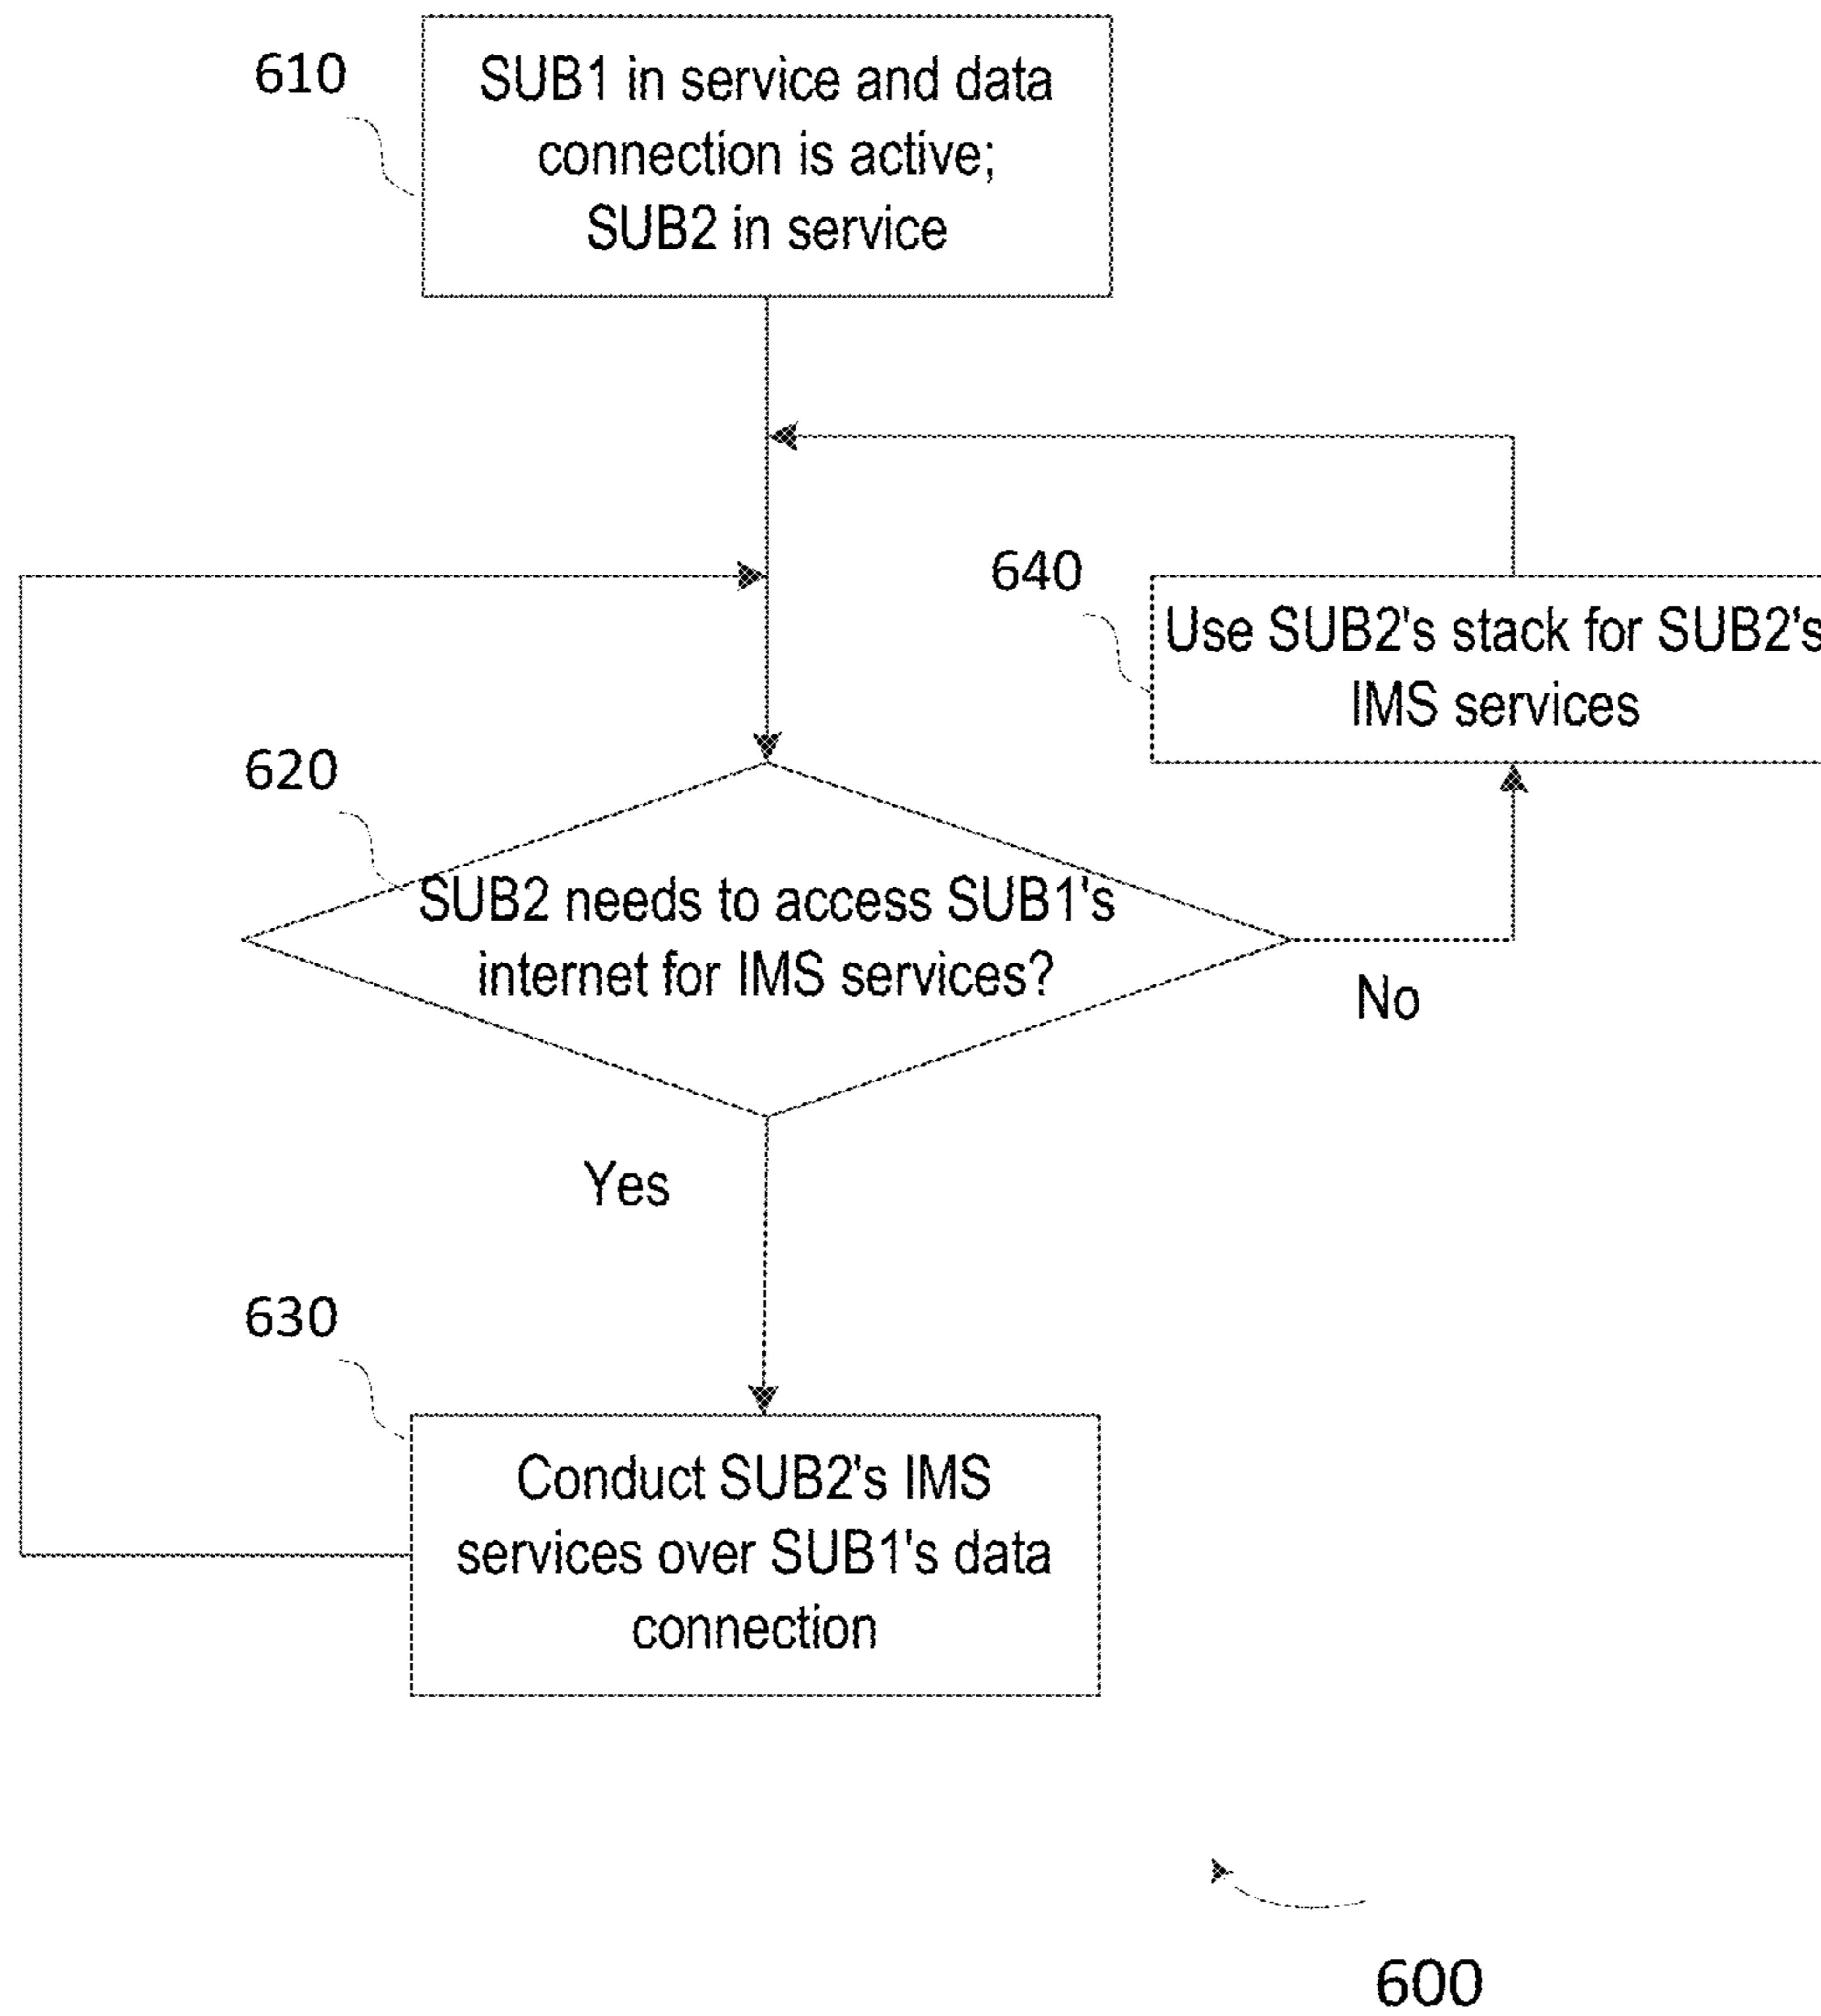 610
SUB1 in service and data
connection is active;
SUB2 in service
640
Use SUB2's stack for SUB2's
IMS services
620
SUB2 needs to access SUB1's
internet for IMS services?
No
Yes
630
Conduct SUB2's IMS
services over SUB1's data
connection
600